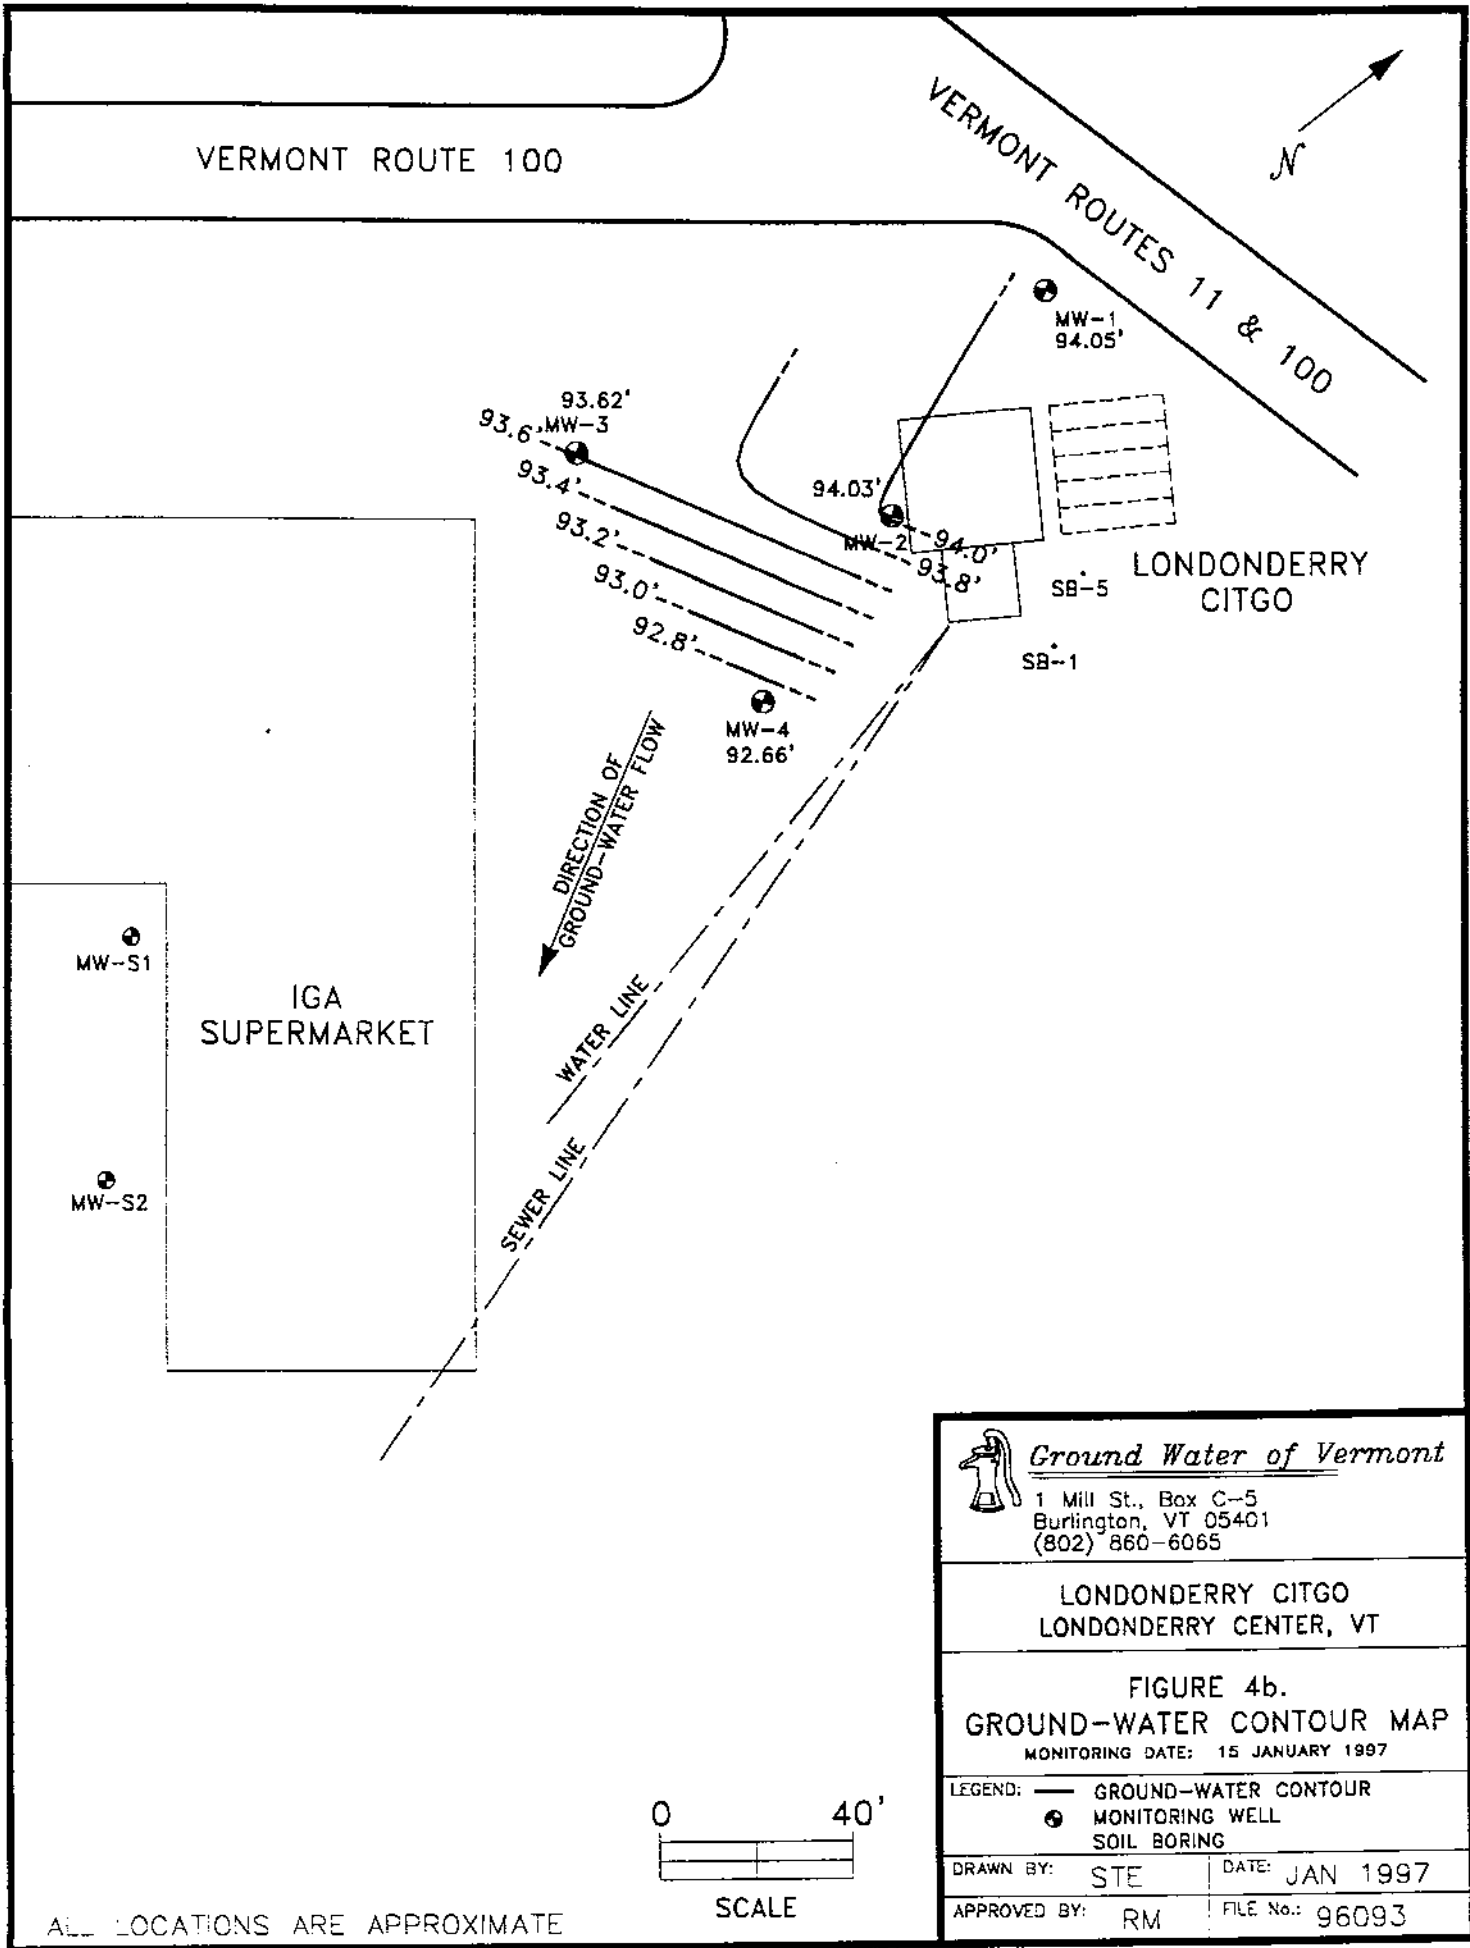 VERMONT ROUTE 100
VERMONT ROUTES 11 & 100
N
MW-1
94.05'
93.62'
MW-3
93.6'
93.4'
93.2'
93.0'
92.8'
94.03'
MW-2
94.0'
93.8'
LONDONDERRY
CITGO
SB-5
SB-1
MW-4
92.66'
DIRECTION OF
GROUND-WATER FLOW
MW-S1
IGA
SUPERMARKET
WATER LINE
MW-S2
SEWER LINE
Ground Water of Vermont
1 Mill St., Box C-5
Burlington, VT 05401
(802) 860-6065
LONDONDERRY CITGO
LONDONDERRY CENTER, VT
FIGURE 4b.
GROUND-WATER CONTOUR MAP
MONITORING DATE: 15 JANUARY 1997
LEGEND: GROUND-WATER CONTOUR
MONITORING WELL
SOIL BORING
DRAWN BY: STE DATE: JAN 1997
APPROVED BY: RM FILE No.: 96093
0 40'
SCALE
ALL LOCATIONS ARE APPROXIMATE